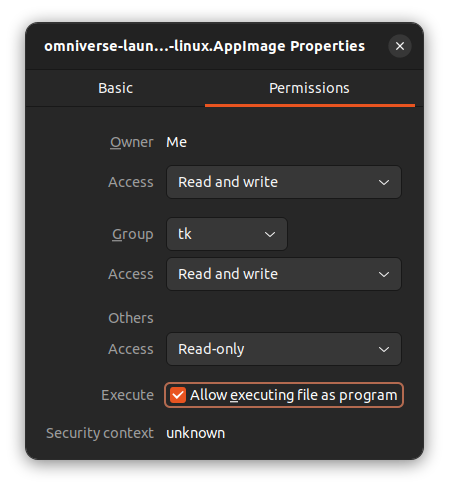 omniverse-laun...-linux.AppImage Properties
Basic Permissions
Owner Me
Access Read and write
Group tk
Access Read and write
Others
Access Read-only
Execute Allow executing file as program
Security context unknown